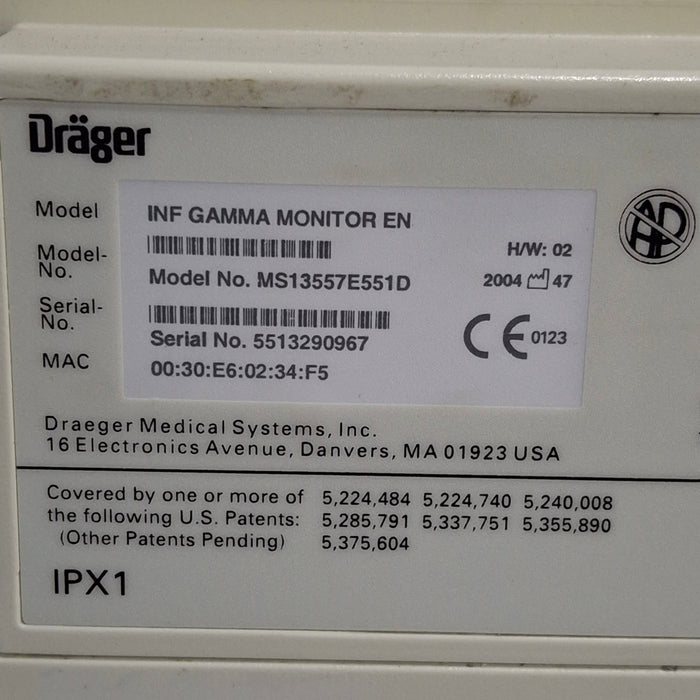 Dräger
Model INF GAMMA MONITOR EN
Model-No. Model No. MS13557E551D
H/W: 02
2004 47
Serial-No. Serial No. 5513290967
CE 0123
MAC 00:30:E6:02:34:F5
AP
Draeger Medical Systems, Inc.
16 Electronics Avenue, Danvers, MA 01923 USA
Covered by one or more of 5,224,484 5,224,740 5,240,008
the following U.S. Patents: 5,285,791 5,337,751 5,355,890
(Other Patents Pending) 5,375,604
IPX1